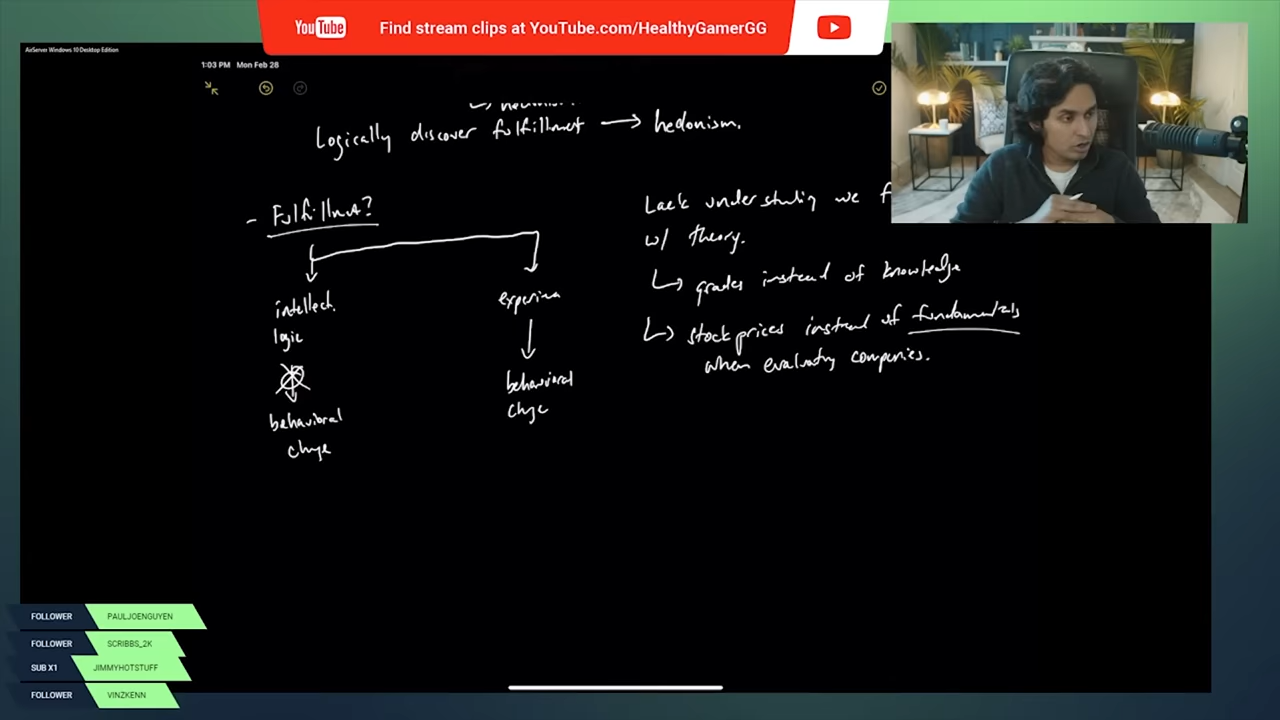 YouTube Find stream clips at YouTube.com/HealthyGamerGG
AirServer Windows 10 Desktop Edition
1:03 PM Mon Feb 28
Logically discover fulfillment → hedonism.
- Fulfillment?
intellect.
logic
behavioral
change
experience
behavioral
change
Lack understanding we f
w/ theory.
↳ grades instead of knowledge
↳ stock prices instead of fundamentals
when evaluating companies.
FOLLOWER PAULJOENGUYEN
FOLLOWER SCRIBBS_2K
SUB X1 JIMMYHOTSTUFF
FOLLOWER VINZKENN